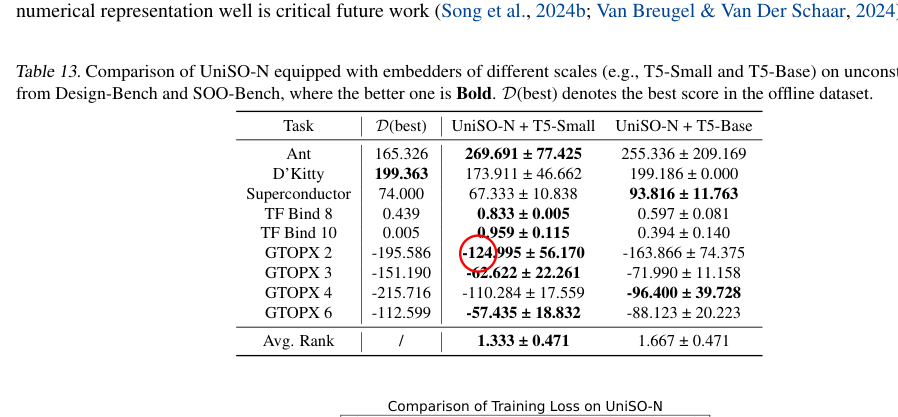 numerical representation well is critical future work (Song et al., 2024b; Van Breugel & Van Der Schaar, 2024)
Table 13. Comparison of UniSO-N equipped with embedders of different scales (e.g., T5-Small and T5-Base) on
from Design-Bench and SOO-Bench, where the better one is Bold. D(best) denotes the best score in the offline dataset.
Task D(best) UniSO-N + T5-Small UniSO-N + T5-Base
Ant 165.326 269.691 ± 77.425 255.336 ± 209.169
D'Kitty 199.363 173.911 ± 46.662 199.186 ± 0.000
Superconductor 74.000 67.333 ± 10.838 93.816 ± 11.763
TF Bind 8 0.439 0.833 ± 0.005 0.597 ± 0.081
TF Bind 10 0.005 0.959 ± 0.115 0.394 ± 0.140
GTOPX 2 -195.586 -124.995 ± 56.170 -163.866 ± 74.375
GTOPX 3 -151.190 -62.622 ± 22.261 -71.990 ± 11.158
GTOPX 4 -215.716 -110.284 ± 17.559 -96.400 ± 39.728
GTOPX 6 -112.599 -57.435 ± 18.832 -88.123 ± 20.223
Avg. Rank / 1.333 ± 0.471 1.667 ± 0.471
Comparison of Training Loss on UniSO-N